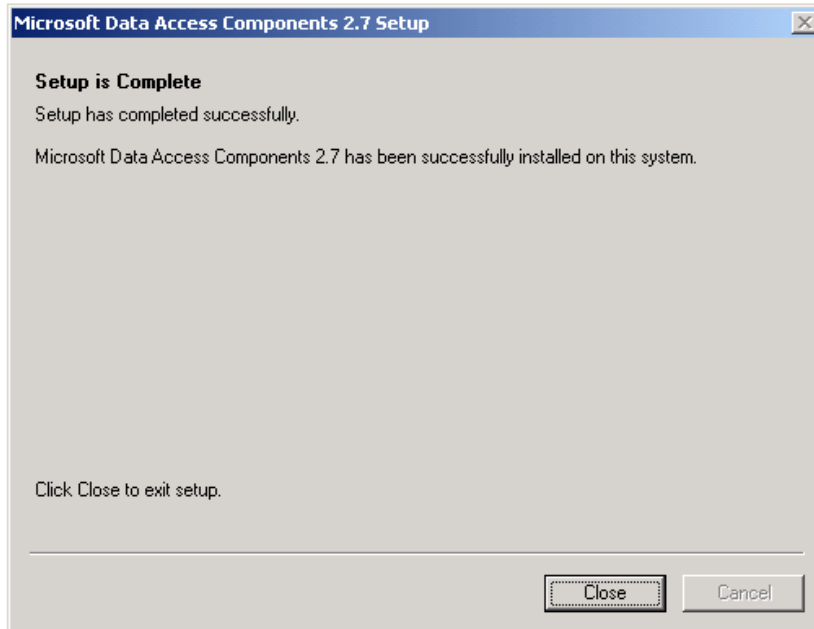 Microsoft Data Access Components 2.7 Setup
Setup is Complete
Setup has completed successfully.
Microsoft Data Access Components 2.7 has been successfully installed on this system.
Click Close to exit setup.
Close
Cancel